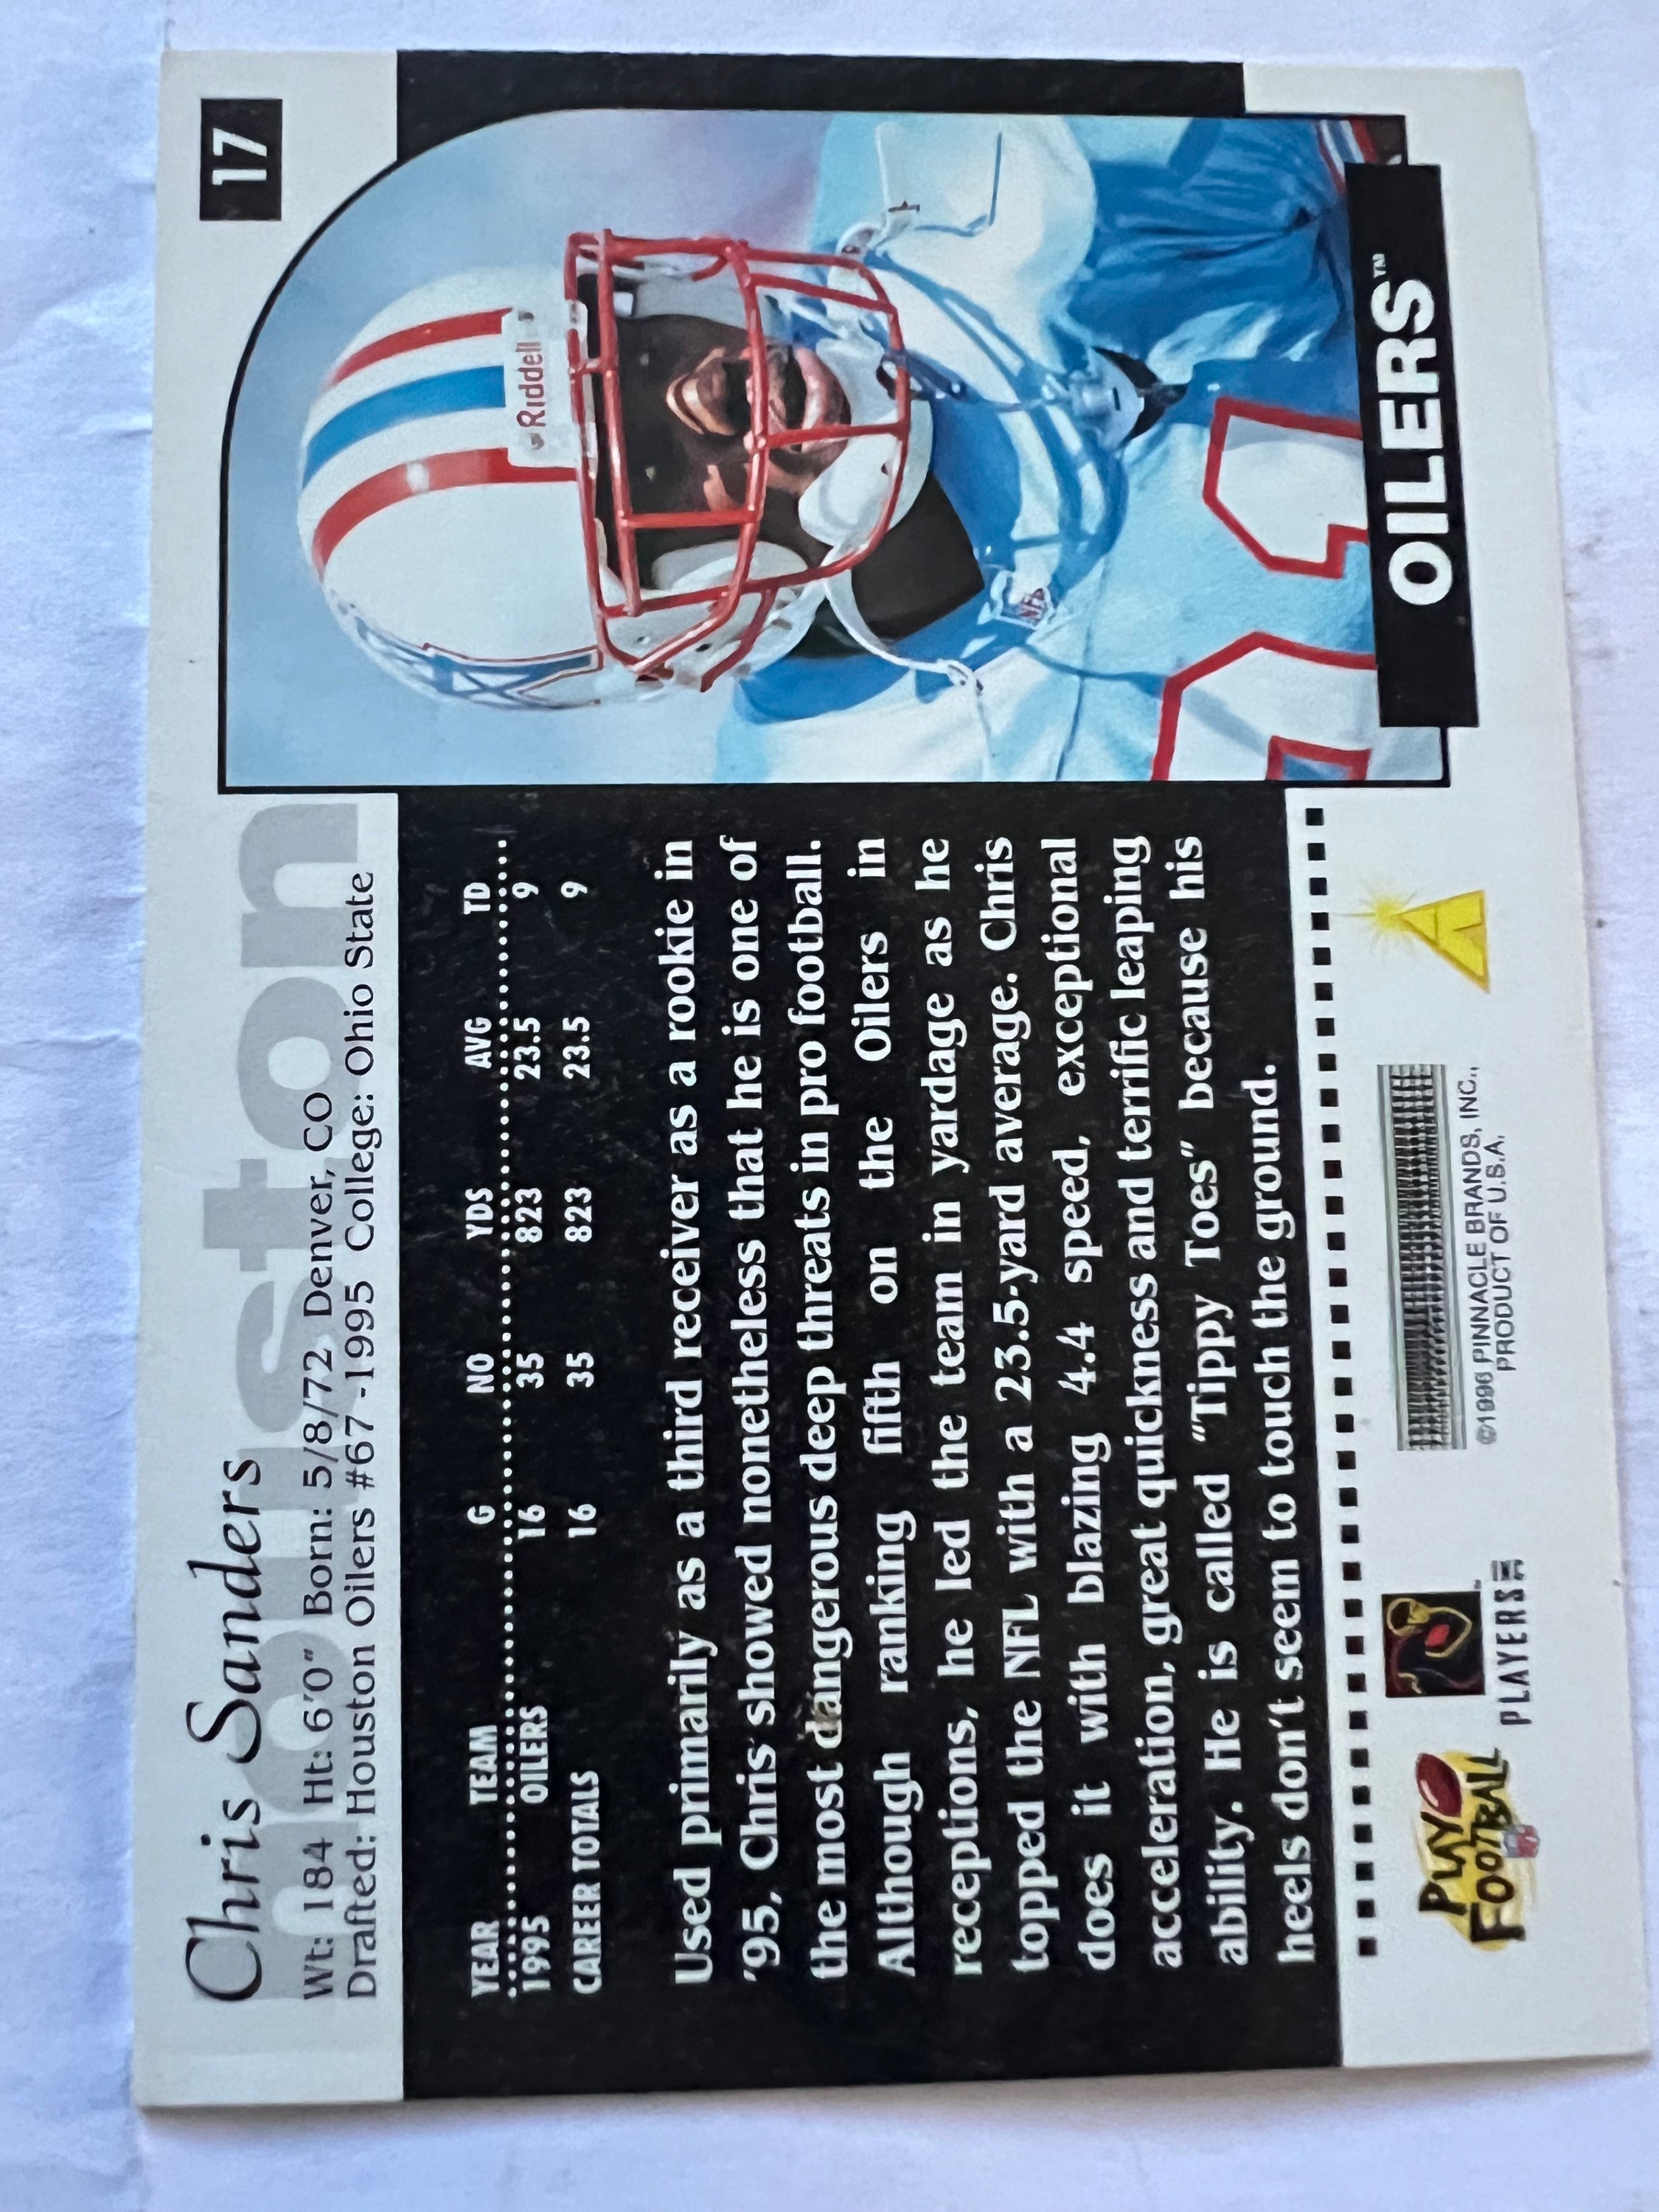 Chris Sanders
houston
17
Wt: 184 Ht: 6'0" Born: 5/8/72 Denver, CO
Drafted: Houston Oilers #67-1995 College: Ohio State
YEAR TEAM G NO YDS AVG TD
1995 OILERS 16 35 823 23.5 9
CAREER TOTALS 16 35 823 23.5 9
Used primarily as a third receiver as a rookie in
'95, Chris showed nonetheless that he is one of
the most dangerous deep threats in pro football.
Although ranking fifth on the Oilers in
receptions, he led the team in yardage as he
topped the NFL with a 23.5-yard average. Chris
does it with blazing 4.4 speed, exceptional
acceleration, great quickness and terrific leaping
ability. He is called "Tippy Toes" because his
heels don't seem to touch the ground.
Riddell
NFL
OILERS™
PLAY
FOOTBALL
NFL
PLAYERS
©1996 PINNACLE BRANDS, INC.,
PRODUCT OF U.S.A.